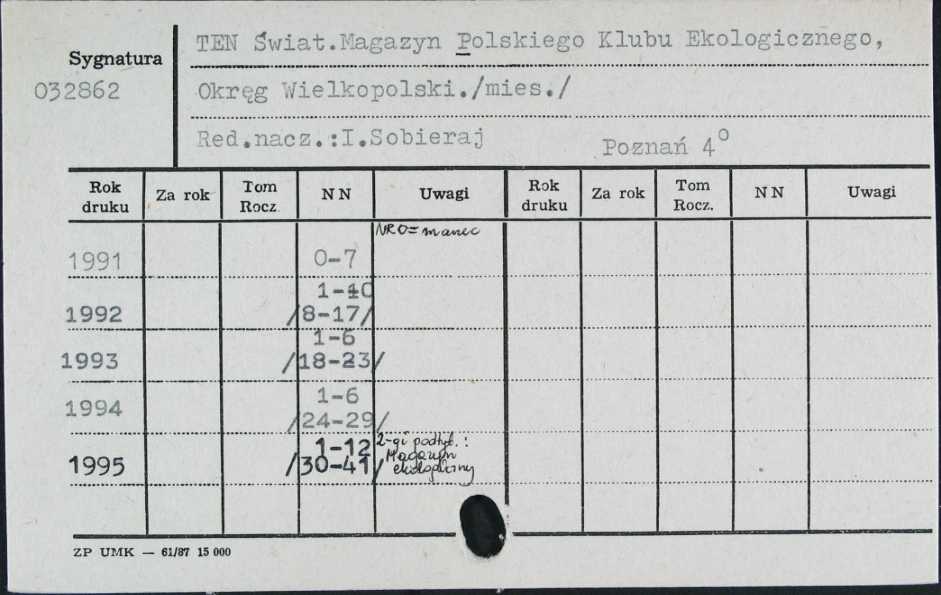 Sygnatura
032862
TEN Świat.Magazyn Polskiego Klubu Ekologicznego,
Okręg Wielkopolski./mies./
Red.nacz.:I.Sobieraj Poznań 4°
Rok druku Za rok Tom Rocz. N N Uwagi Rok druku Za rok Tom Rocz. N N Uwagi
NRO=marzec
1991 0-7
1-10
1992 /8-17/
1-6
1993 /18-23/
1-6
1994 /24-29/
1-12 2-gi podtyt.:
1995 /30-41/ Magazyn
ekologiczny
ZP UMK — 61/87 15 000